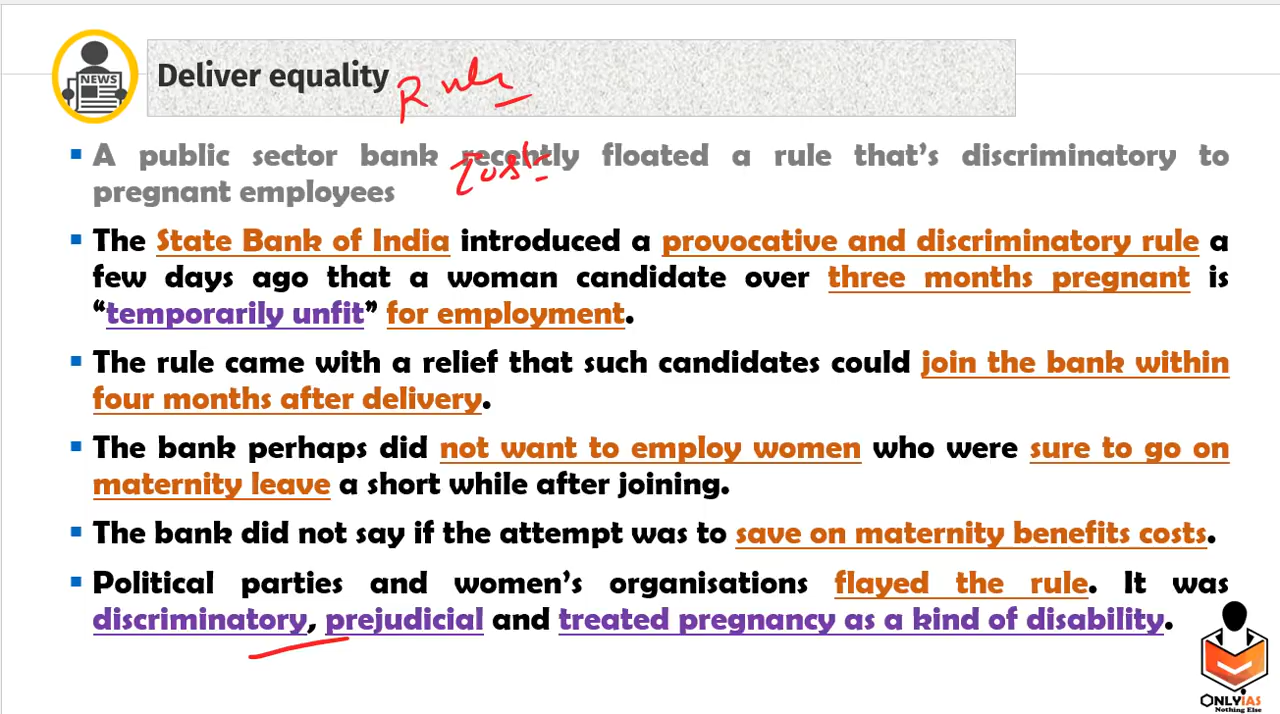 NEWS
Deliver equality
Rule
A public sector bank recently floated a rule that’s discriminatory to
pregnant employees
The State Bank of India introduced a provocative and discriminatory rule a
few days ago that a woman candidate over three months pregnant is
“temporarily unfit” for employment.
The rule came with a relief that such candidates could join the bank within
four months after delivery.
The bank perhaps did not want to employ women who were sure to go on
maternity leave a short while after joining.
The bank did not say if the attempt was to save on maternity benefits costs.
Political parties and women’s organisations flayed the rule. It was
discriminatory, prejudicial and treated pregnancy as a kind of disability.
ONLYIAS
Nothing Else